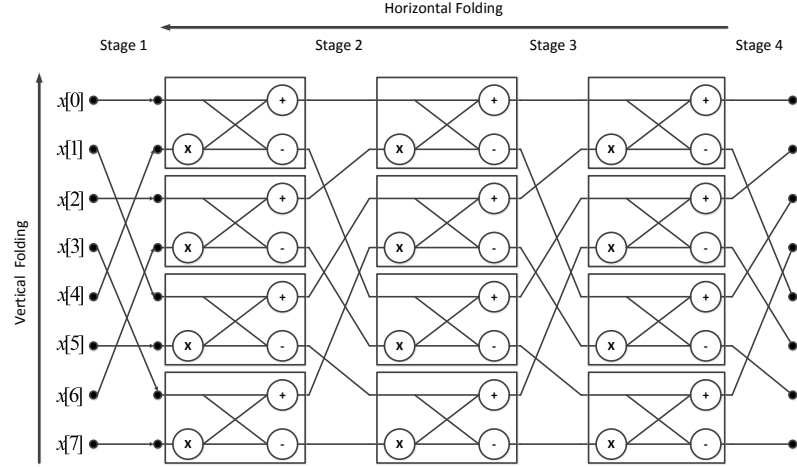 Horizontal Folding
Stage 1 Stage 2 Stage 3 Stage 4
Vertical Folding
x[0] +
x[1] x - x - x -
x[2] + + +
x[3] x - x - x -
x[4] + + +
x[5] x - x - x -
x[6] + + +
x[7] x - x - x -